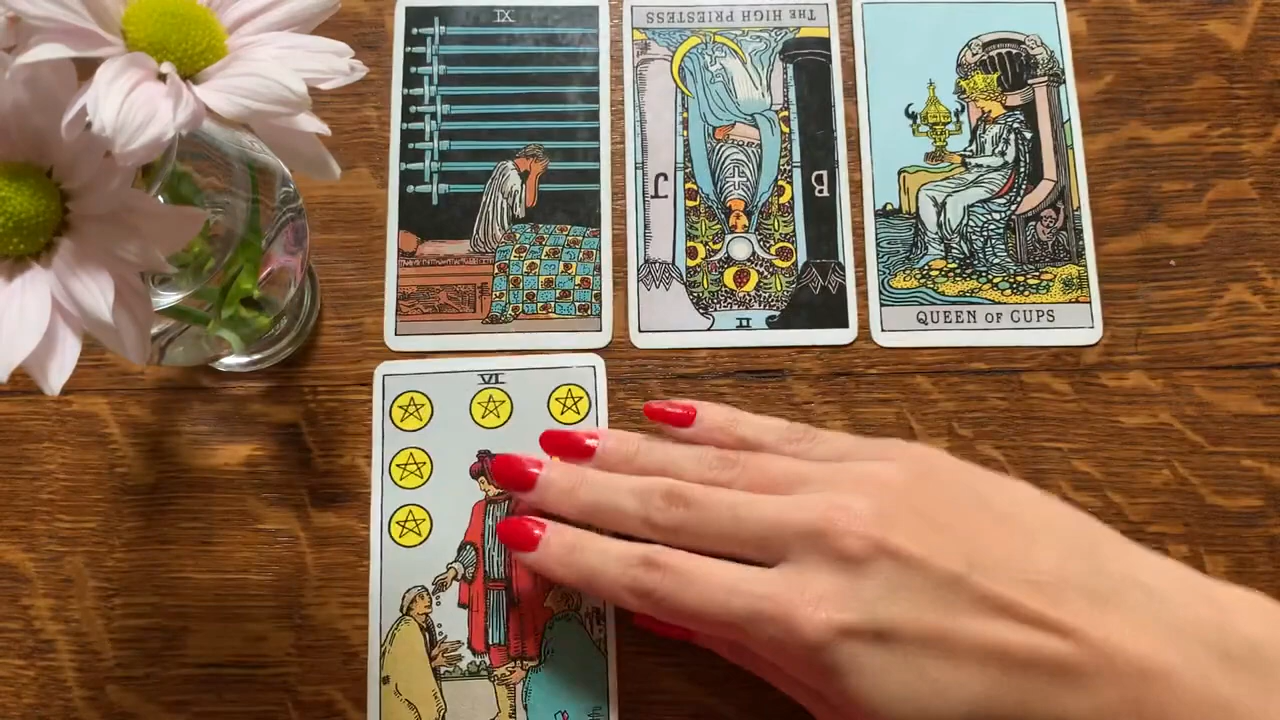 IX
THE HIGH PRIESTESS
J
B
II
QUEEN OF CUPS
VI